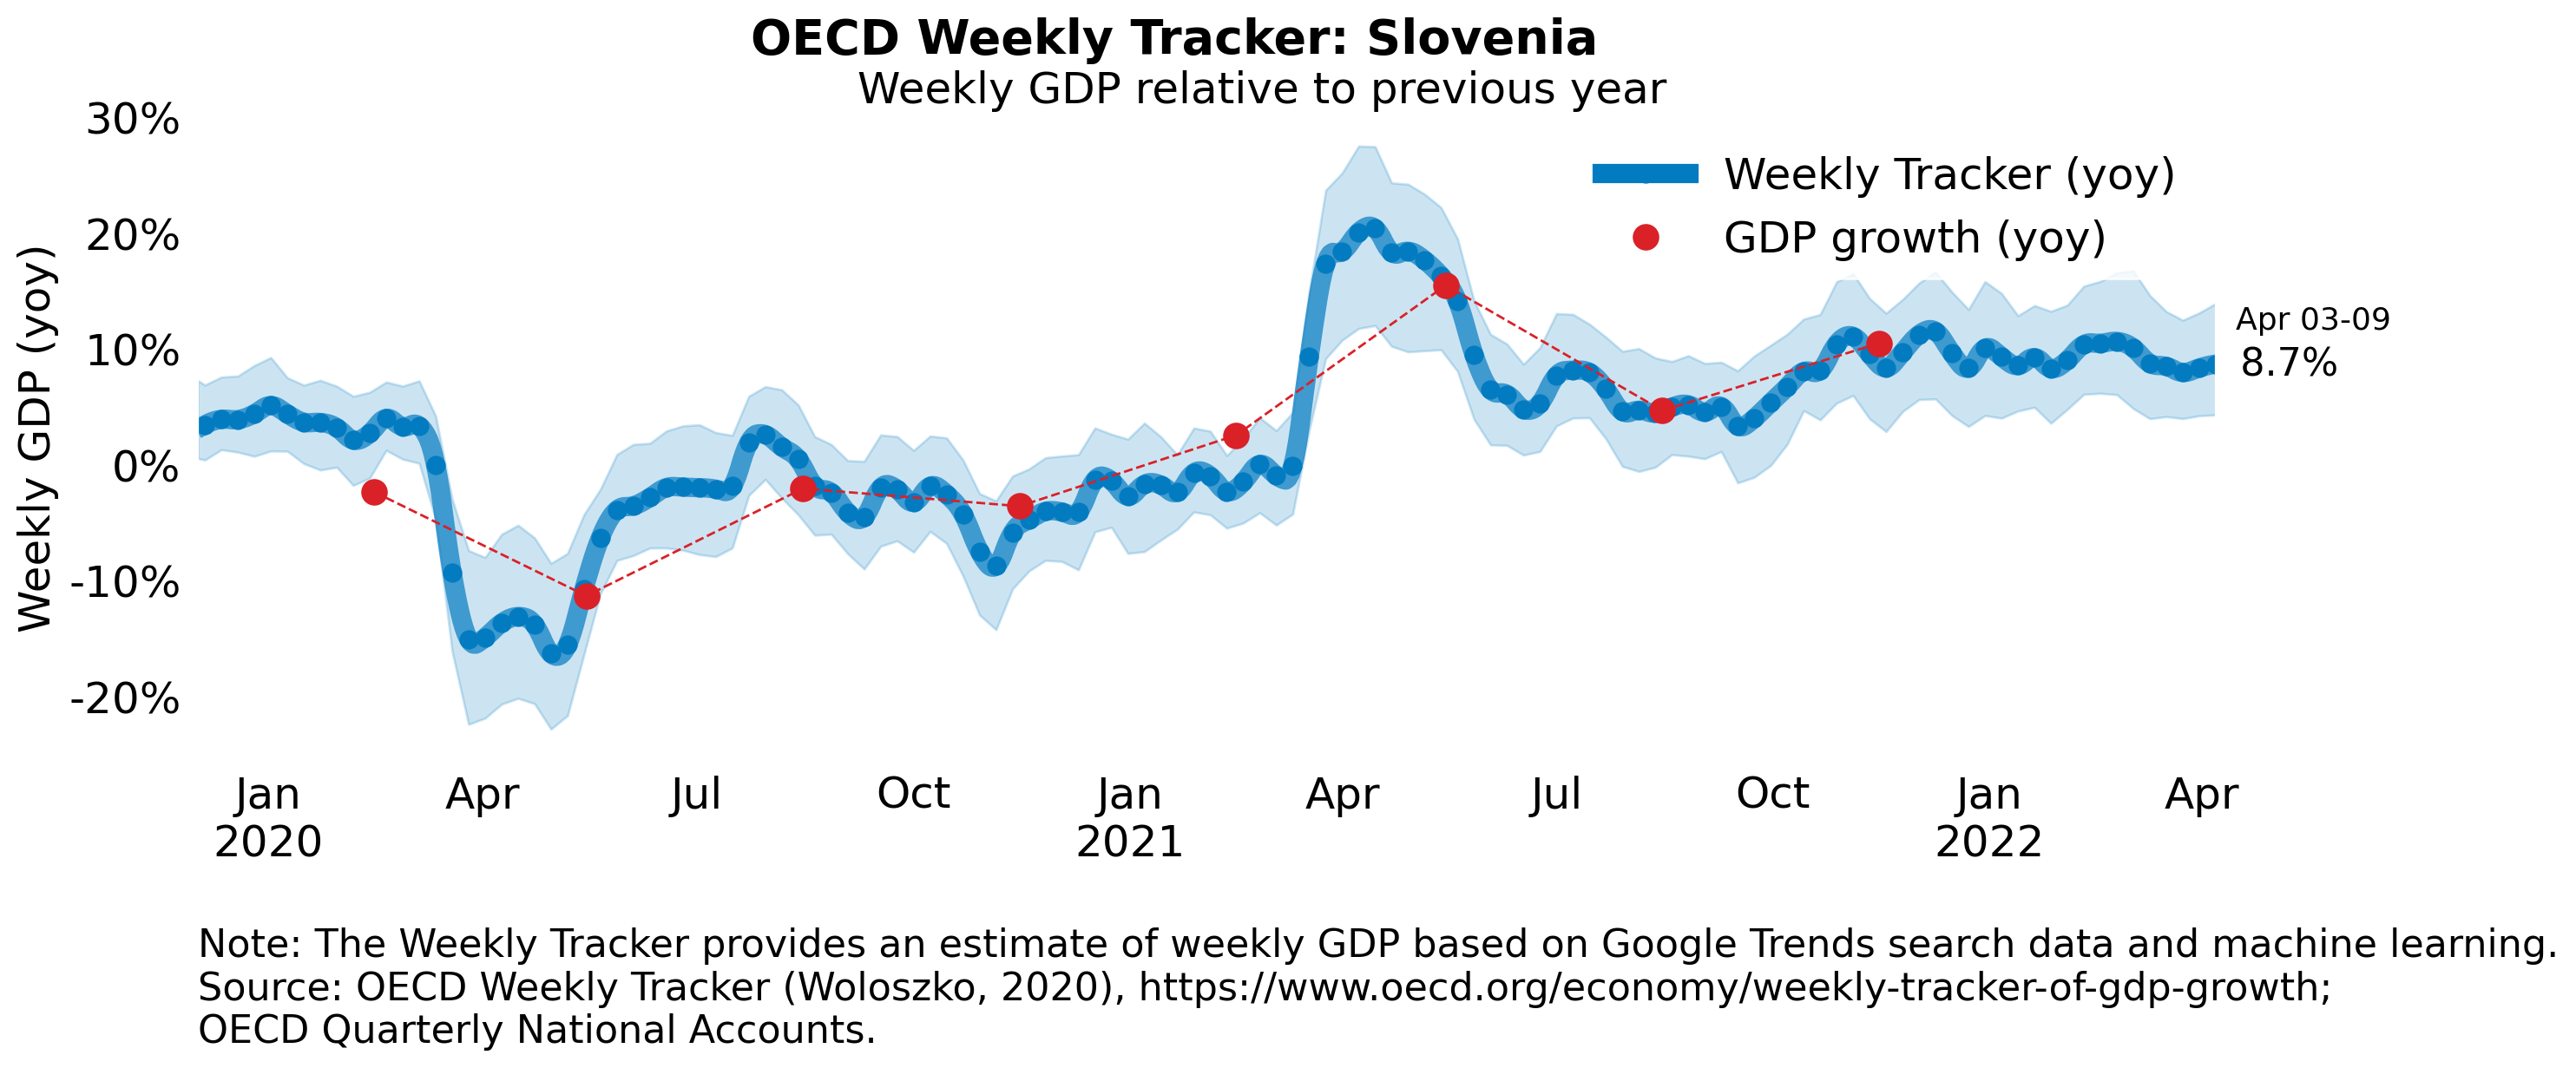 OECD Weekly Tracker: Slovenia
Weekly GDP relative to previous year
Weekly GDP (yoy)
30%
20%
10%
0%
-10%
-20%
Weekly Tracker (yoy)
GDP growth (yoy)
Apr 03-09
8.7%
Jan Apr Jul Oct Jan Apr Jul Oct Jan Apr
2020 2021 2022
Note: The Weekly Tracker provides an estimate of weekly GDP based on Google Trends search data and machine learning.
Source: OECD Weekly Tracker (Woloszko, 2020), https://www.oecd.org/economy/weekly-tracker-of-gdp-growth;
OECD Quarterly National Accounts.